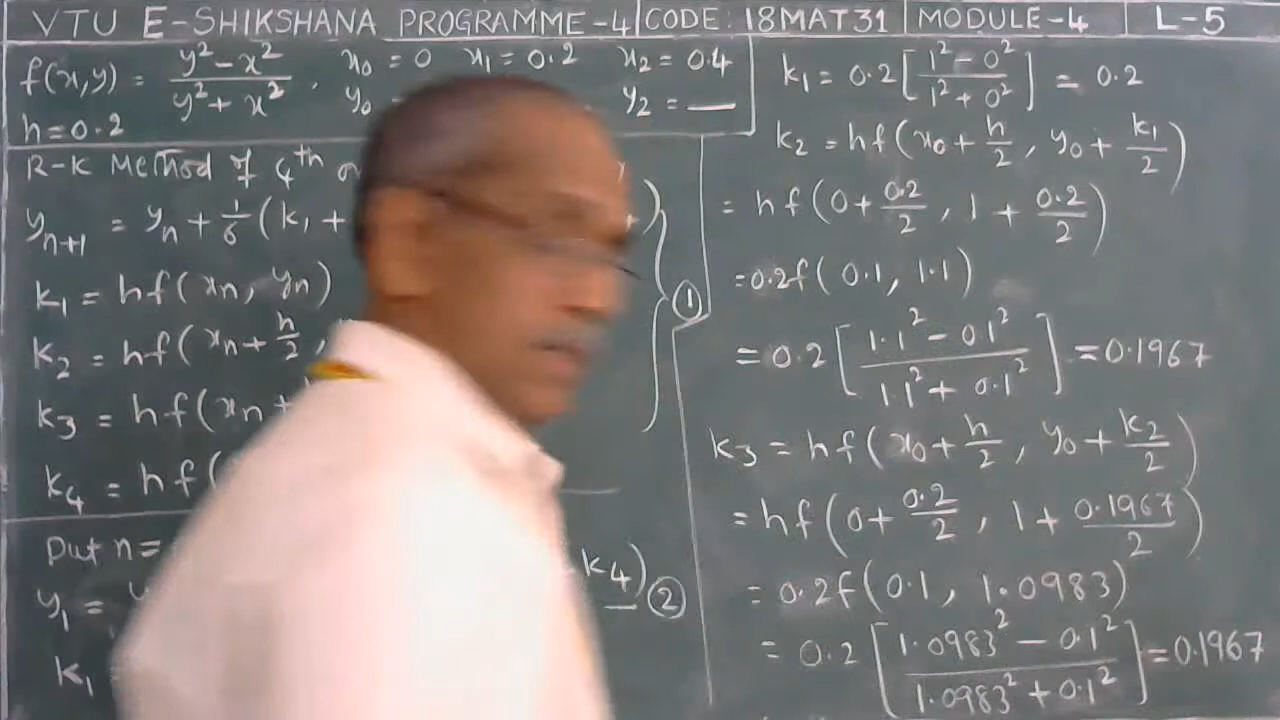 VTU E-SHIKSHANA PROGRAMME-4 | CODE: 18MAT31 | MODULE-4 | L-5
f(x,y) = (y²-x²)/(y²+x²), x₀ = 0 x₁ = 0.2 x₂ = 0.4
y₀ = y₂ = __
h = 0.2
R-K Method of 4th
yₙ₊₁ = yₙ + 1/6 (k₁ +
k₁ = hf(xₙ, yₙ)
k₂ = hf(xₙ + h/2,
k₃ = hf(xₙ +
k₄ = hf(
①
Put n =
y₁ = k₄) ②
k₁
k₁ = 0.2 [(1²-0²)/(1²+0²)] = 0.2
k₂ = hf(x₀ + h/2, y₀ + k₁/2)
= hf(0 + 0.2/2, 1 + 0.2/2)
= 0.2f(0.1, 1.1)
= 0.2 [(1.1² - 0.1²)/(1.1² + 0.1²)] = 0.1967
k₃ = hf(x₀ + h/2, y₀ + k₂/2)
= hf(0 + 0.2/2, 1 + 0.1967/2)
= 0.2f(0.1, 1.0983)
= 0.2 [(1.0983² - 0.1²)/(1.0983² + 0.1²)] = 0.1967